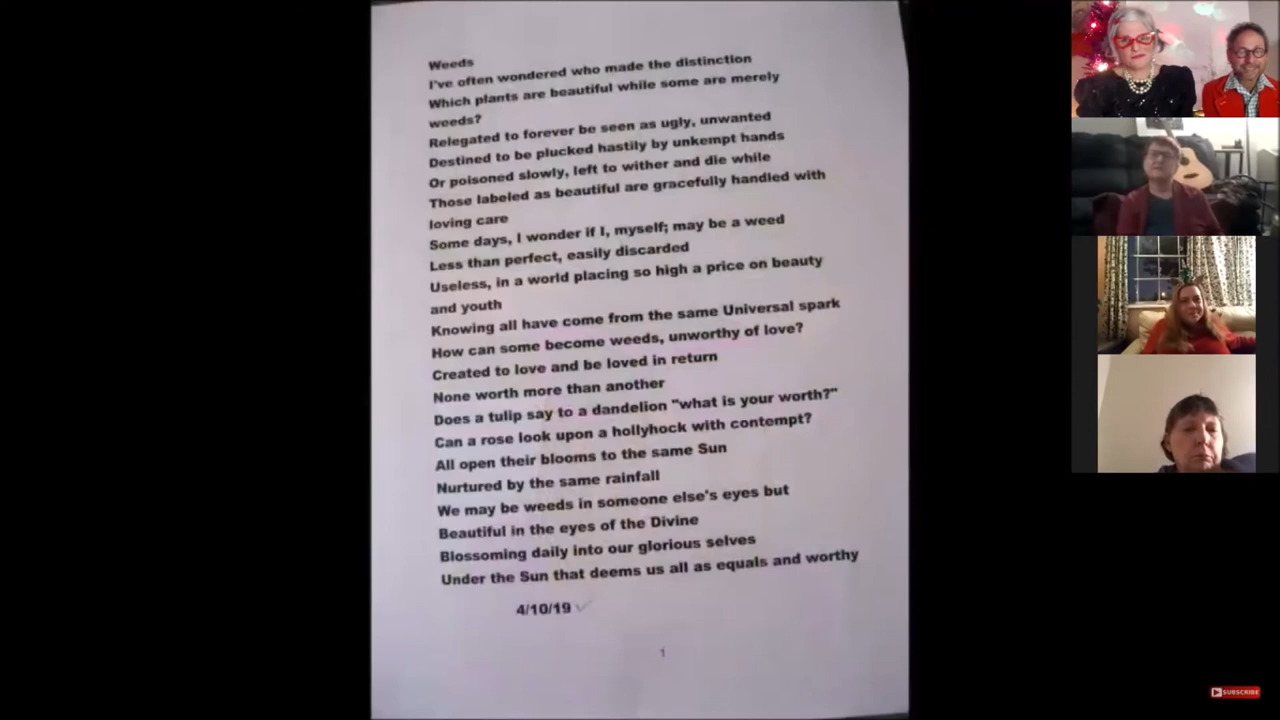 Weeds
I've often wondered who made the distinction
Which plants are beautiful while some are merely
weeds?
Relegated to forever be seen as ugly, unwanted
Destined to be plucked hastily by unkempt hands
Or poisoned slowly, left to wither and die while
Those labeled as beautiful are gracefully handled with
loving care
Some days, I wonder if I, myself; may be a weed
Less than perfect, easily discarded
Useless, in a world placing so high a price on beauty
and youth
Knowing all have come from the same Universal spark
How can some become weeds, unworthy of love?
Created to love and be loved in return
None worth more than another
Does a tulip say to a dandelion "what is your worth?"
Can a rose look upon a hollyhock with contempt?
All open their blooms to the same Sun
Nurtured by the same rainfall
We may be weeds in someone else's eyes but
Beautiful in the eyes of the Divine
Blossoming daily into our glorious selves
Under the Sun that deems us all as equals and worthy
4/10/19
1
SUBSCRIBE